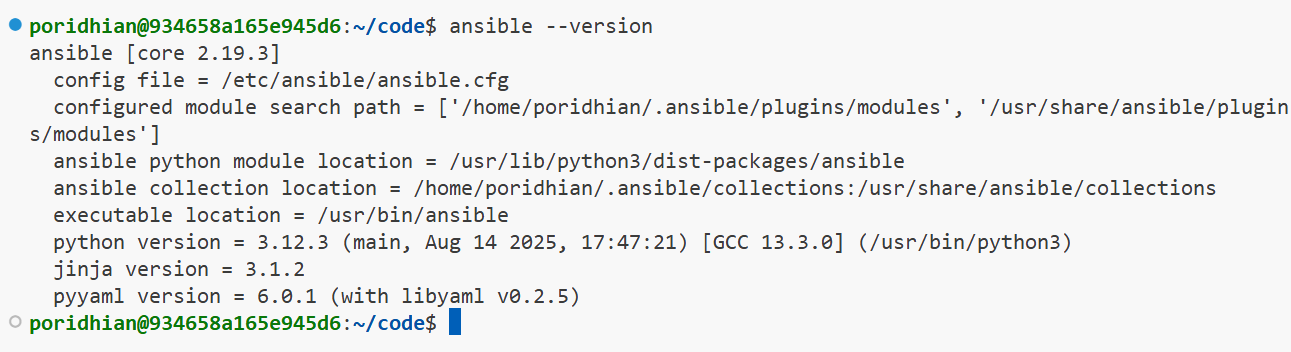 poridhian@934658a165e945d6:~/code$ ansible --version
ansible [core 2.19.3]
  config file = /etc/ansible/ansible.cfg
  configured module search path = ['/home/poridhian/.ansible/plugins/modules', '/usr/share/ansible/plugin
s/modules']
  ansible python module location = /usr/lib/python3/dist-packages/ansible
  ansible collection location = /home/poridhian/.ansible/collections:/usr/share/ansible/collections
  executable location = /usr/bin/ansible
  python version = 3.12.3 (main, Aug 14 2025, 17:47:21) [GCC 13.3.0] (/usr/bin/python3)
  jinja version = 3.1.2
  pyyaml version = 6.0.1 (with libyaml v0.2.5)
poridhian@934658a165e945d6:~/code$